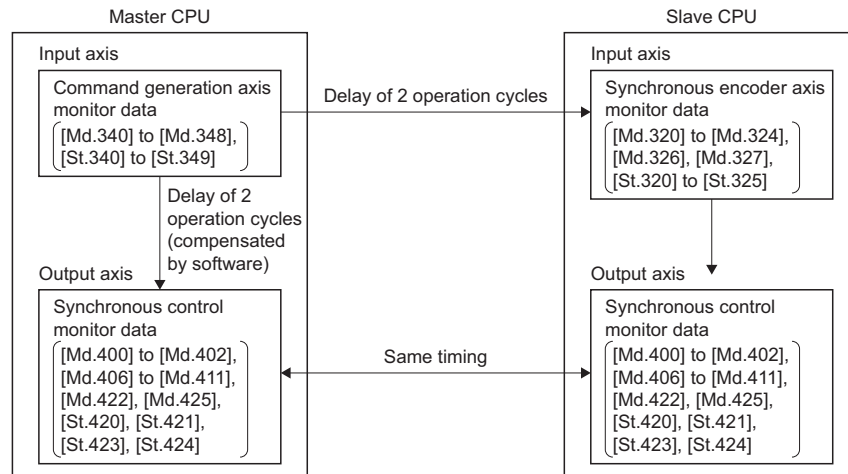 Master CPU
Input axis
Command generation axis
monitor data
[Md.340] to [Md.348],
[St.340] to [St.349]
Delay of 2
operation cycles
(compensated
by software)
Output axis
Synchronous control
monitor data
[Md.400] to [Md.402],
[Md.406] to [Md.411],
[Md.422], [Md.425],
[St.420], [St.421],
[St.423], [St.424]
Delay of 2 operation cycles
Same timing
Slave CPU
Input axis
Synchronous encoder axis
monitor data
[Md.320] to [Md.324],
[Md.326], [Md.327],
[St.320] to [St.325]
Output axis
Synchronous control
monitor data
[Md.400] to [Md.402],
[Md.406] to [Md.411],
[Md.422], [Md.425],
[St.420], [St.421],
[St.423], [St.424]